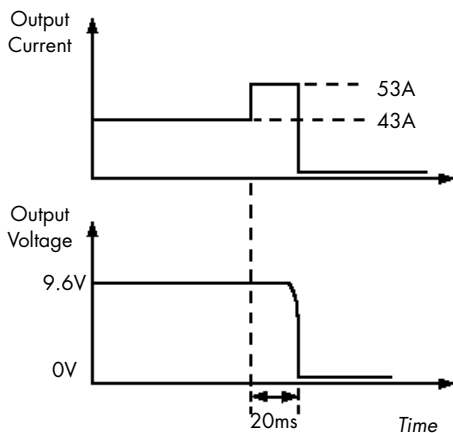 Output
Current
53A
43A
Output
Voltage
9.6V
0V
20ms
Time